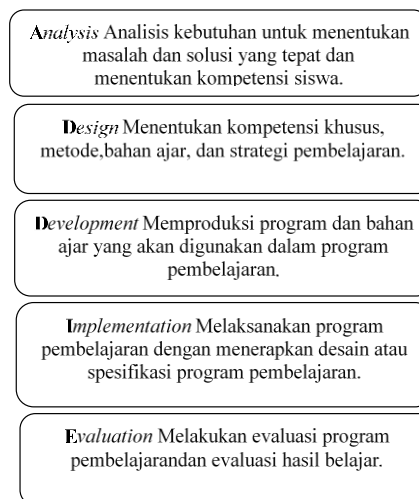 Analysis Analisis kebutuhan untuk menentukan
masalah dan solusi yang tepat dan
menentukan kompetensi siswa.
Design Menentukan kompetensi khusus,
metode,bahan ajar, dan strategi pembelajaran.
Development Memproduksi program dan bahan
ajar yang akan digunakan dalam program
pembelajaran.
Implementation Melaksanakan program
pembelajaran dengan menerapkan desain atau
spesifikasi program pembelajaran.
Evaluation Melakukan evaluasi program
pembelajarandan evaluasi hasil belajar.